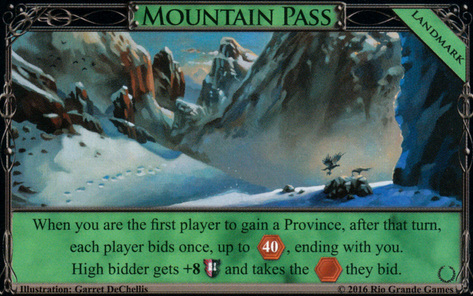 MOUNTAIN PASS
LANDMARK
When you are the first player to gain a Province, after that turn,
each player bids once, up to 40, ending with you.
High bidder gets +8 and takes the they bid.
Illustration: Garret DeChellis
© 2016 Rio Grande Games